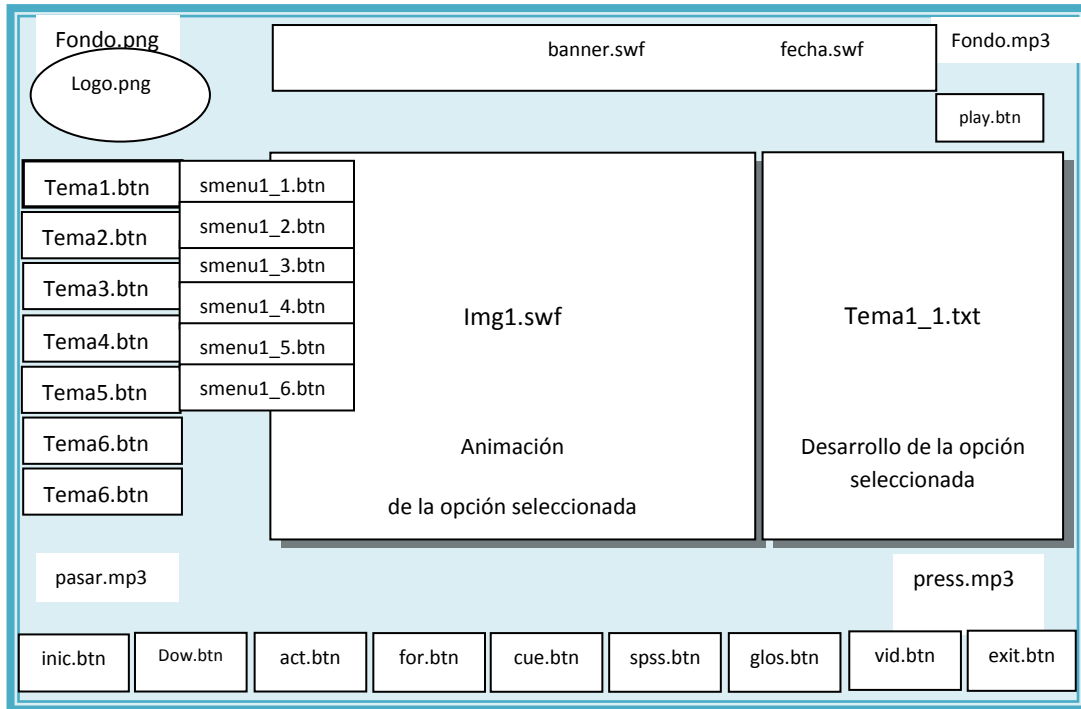 Fondo.png
banner.swf fecha.swf
Fondo.mp3
Logo.png
play.btn
Tema1.btn
Tema2.btn
Tema3.btn
Tema4.btn
Tema5.btn
Tema6.btn
Tema6.btn
smenu1_1.btn
smenu1_2.btn
smenu1_3.btn
smenu1_4.btn
smenu1_5.btn
smenu1_6.btn
Img1.swf
Animación
de la opción seleccionada
Tema1_1.txt
Desarrollo de la opción
seleccionada
pasar.mp3
press.mp3
inic.btn
Dow.btn
act.btn
for.btn
cue.btn
spss.btn
glos.btn
vid.btn
exit.btn